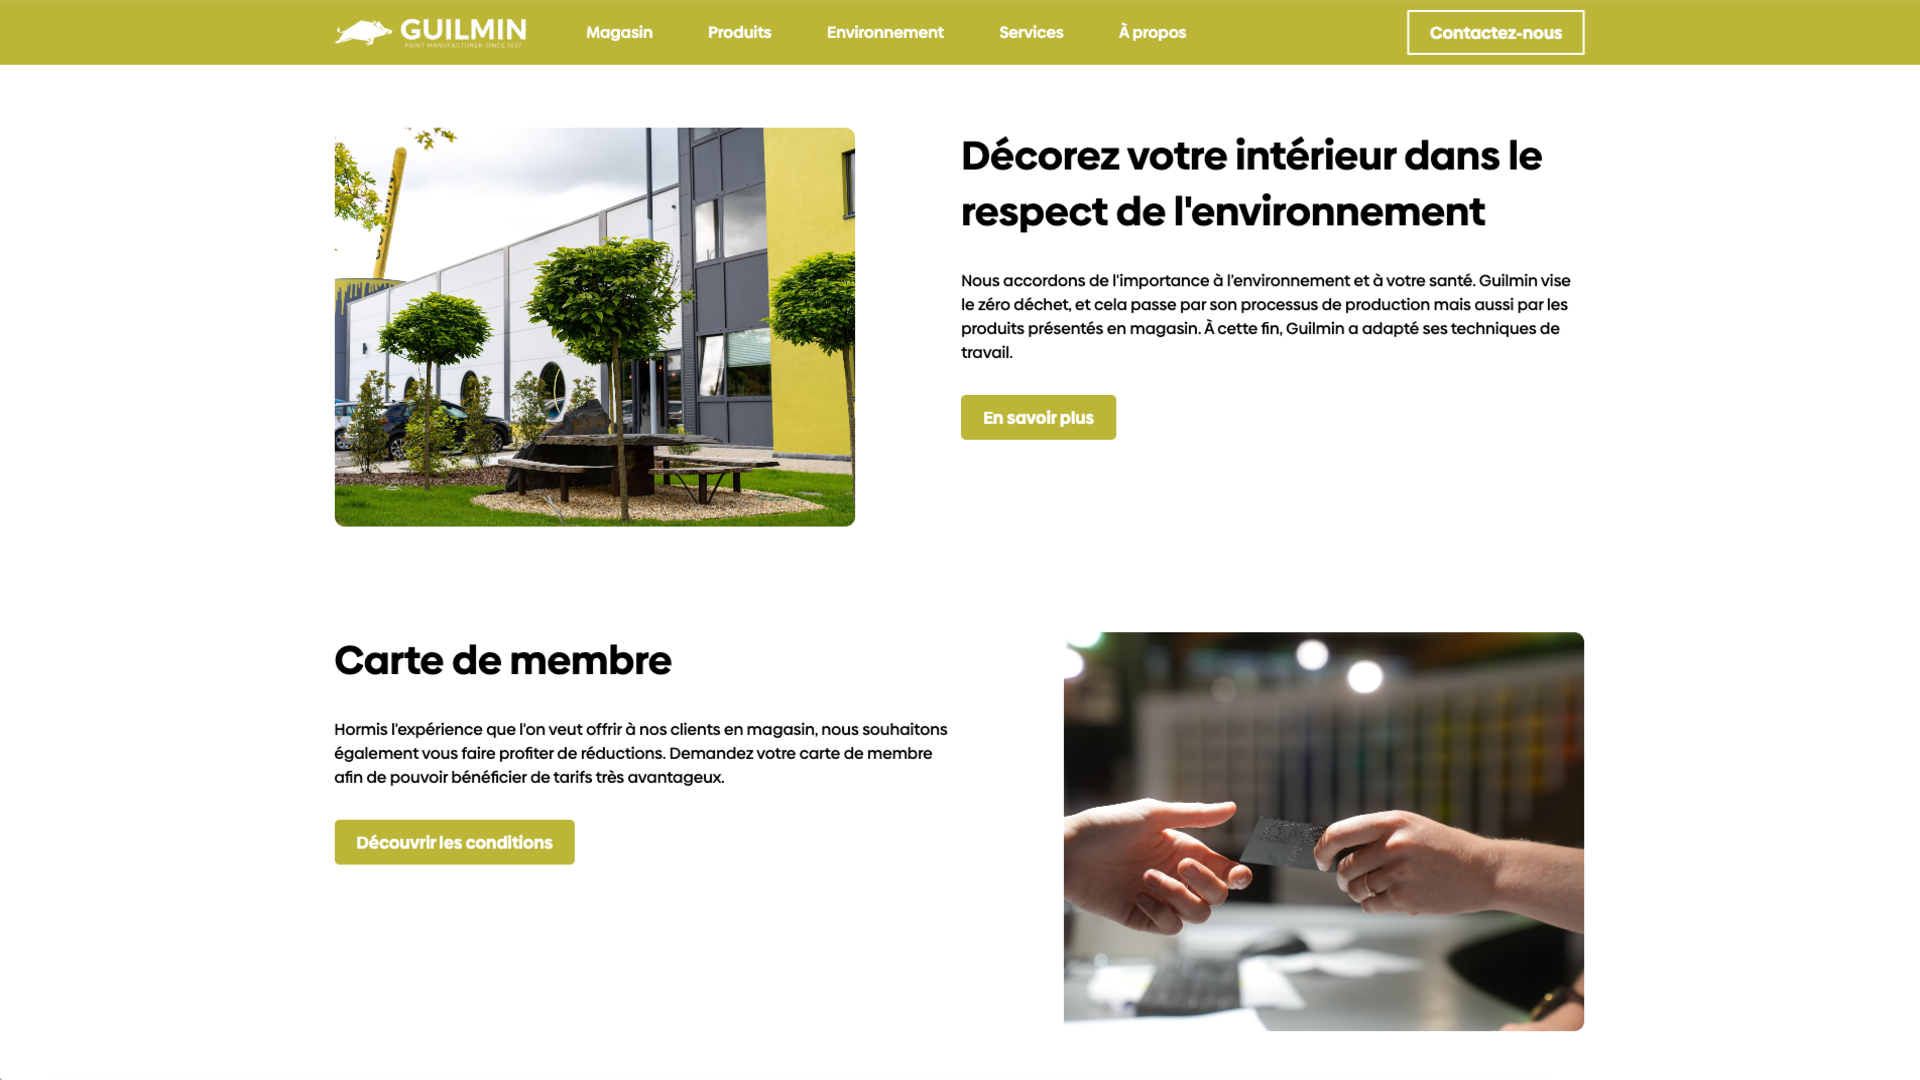 GUILMIN
PAINT MANUFACTURER SINCE 1937
Magasin
Produits
Environnement
Services
À propos
Contactez-nous
Décorez votre intérieur dans le
respect de l'environnement
Nous accordons de l'importance à l'environnement et à votre santé. Guilmin vise
le zéro déchet, et cela passe par son processus de production mais aussi par les
produits présentés en magasin. À cette fin, Guilmin a adapté ses techniques de
travail.
En savoir plus
Carte de membre
Hormis l'expérience que l'on veut offrir à nos clients en magasin, nous souhaitons
également vous faire profiter de réductions. Demandez votre carte de membre
afin de pouvoir bénéficier de tarifs très avantageux.
Découvrir les conditions